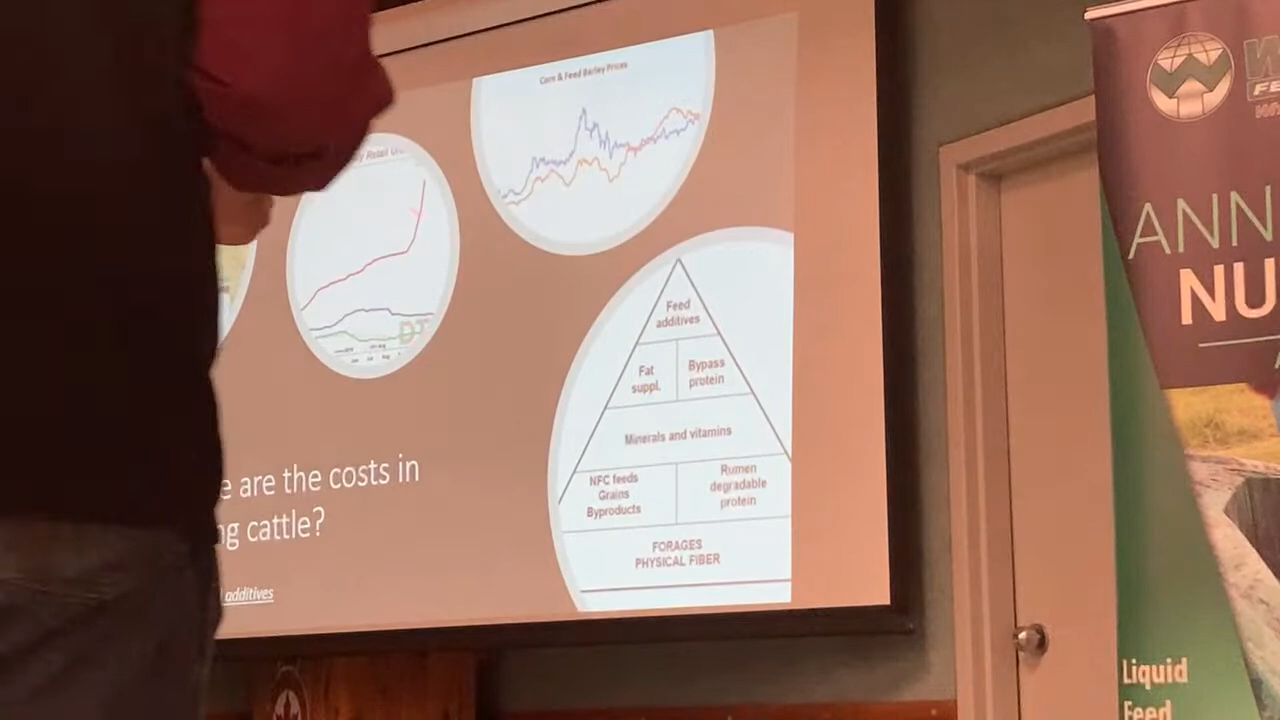 Corn & Feed Barley Prices
Retail
Feed
additives
Fat
suppl.
Bypass
protein
Minerals and vitamins
NFC feeds
Grains
Byproducts
Rumen
degradable
protein
FORAGES
PHYSICAL FIBER
are the costs in
cattle?
additives
ANN
NU
Liquid
Feed